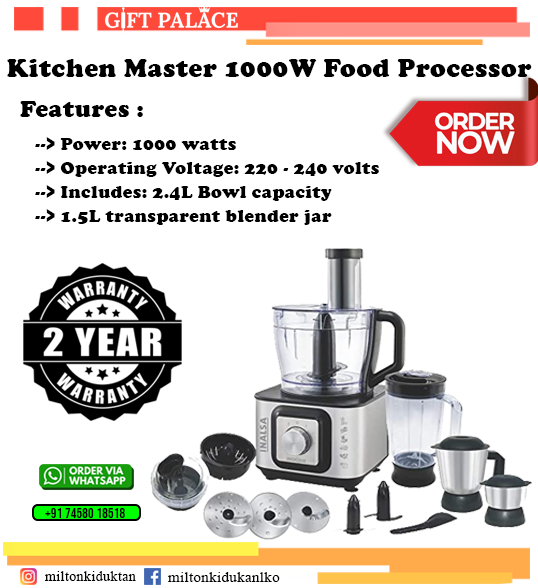 GIFT PALACE
Kitchen Master 1000W Food Processor
Features :
--> Power: 1000 watts
--> Operating Voltage: 220 - 240 volts
--> Includes: 2.4L Bowl capacity
--> 1.5L transparent blender jar
ORDER
NOW
WARRANTY
2 YEAR
WARRANTY
INALSA
ORDER VIA
WHATSAPP
+91 74580 18518
miltonkiduktan
miltonkidukanlko